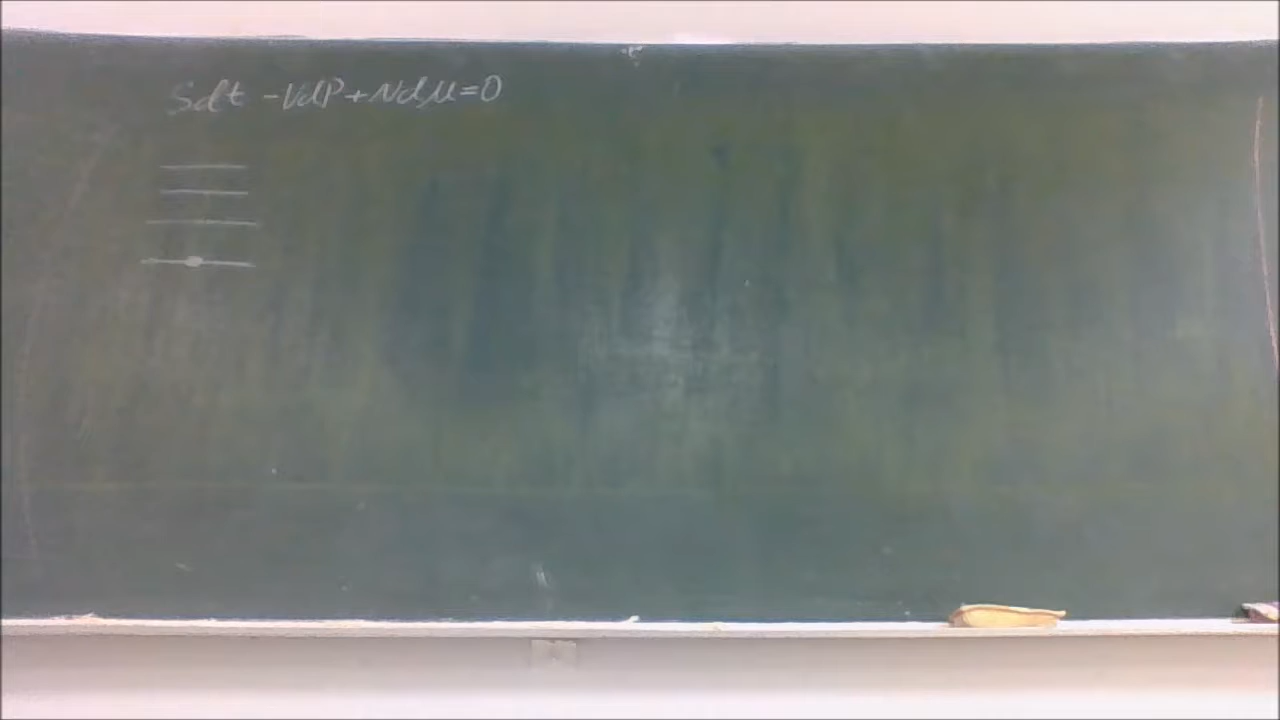 Sdt - VdP + Ndμ = 0